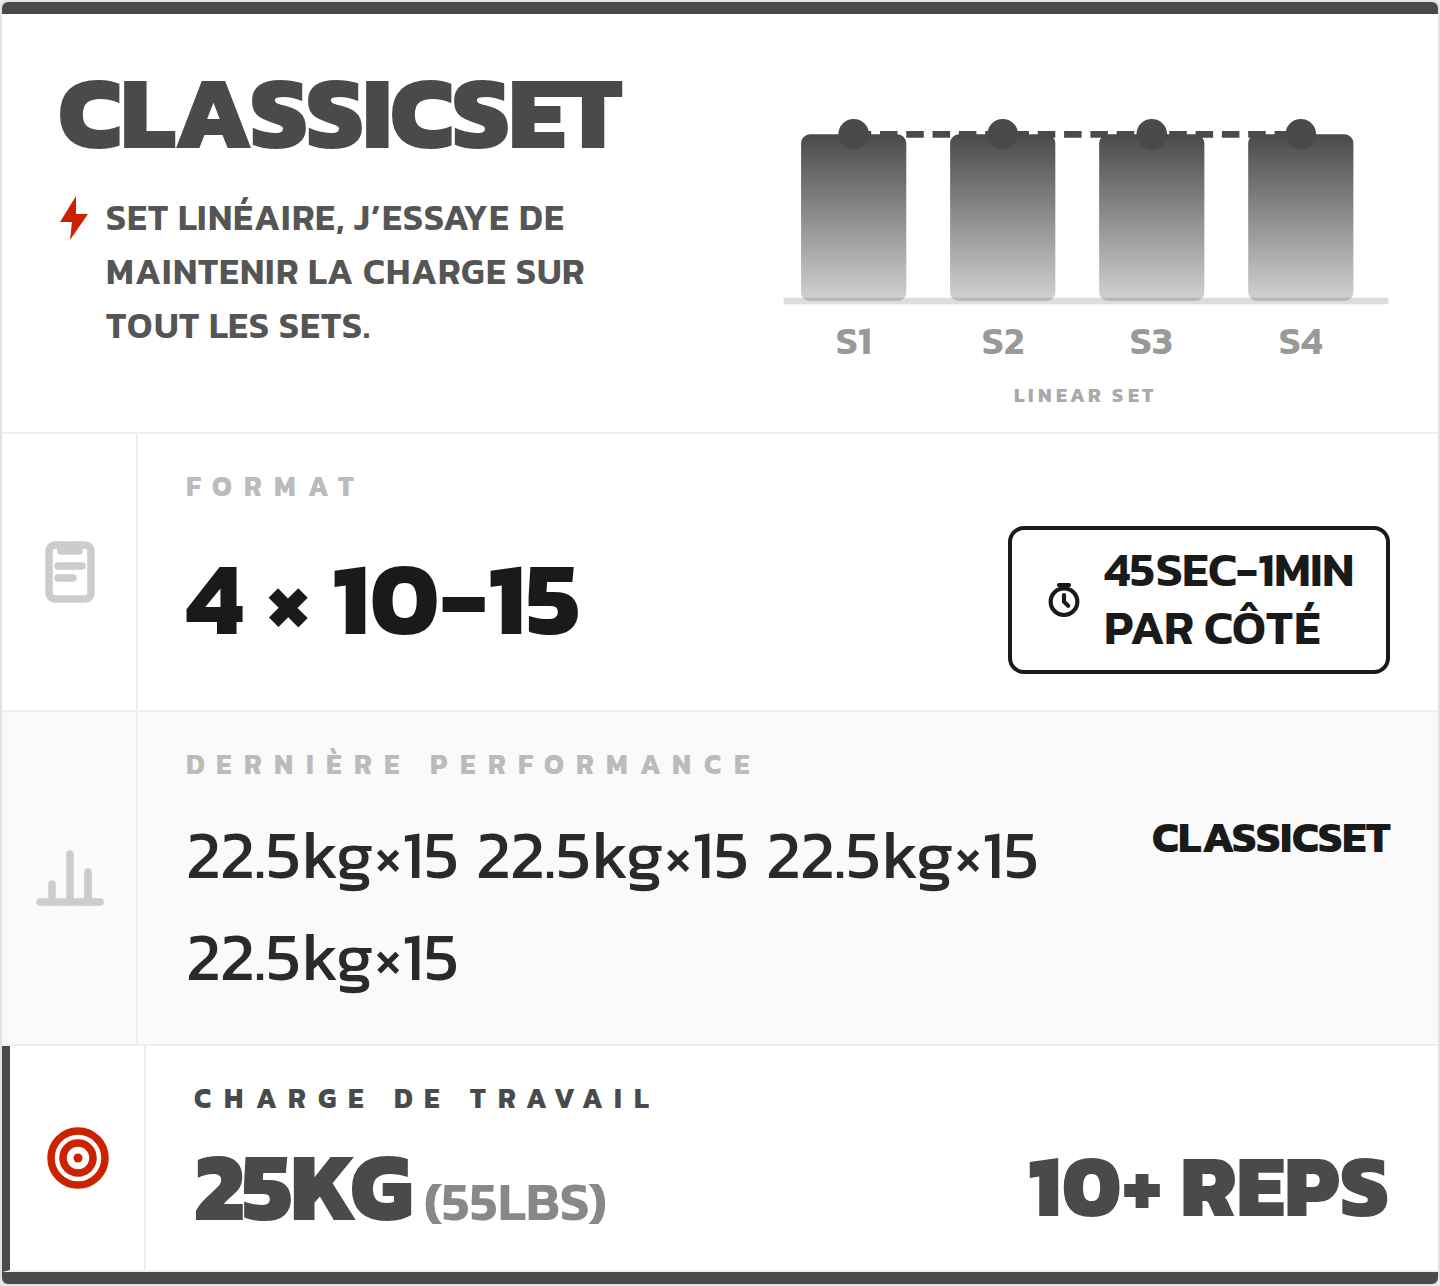 CLASSICSET
SET LINÉAIRE, J’ESSAYE DE
MAINTENIR LA CHARGE SUR
TOUT LES SETS.
S1 S2 S3 S4
LINEAR SET
FORMAT
4 × 10–15
45SEC–1MIN
PAR CÔTÉ
DERNIÈRE PERFORMANCE
22.5kg×15 22.5kg×15 22.5kg×15
22.5kg×15
CLASSICSET
CHARGE DE TRAVAIL
25KG (55LBS)
10+ REPS